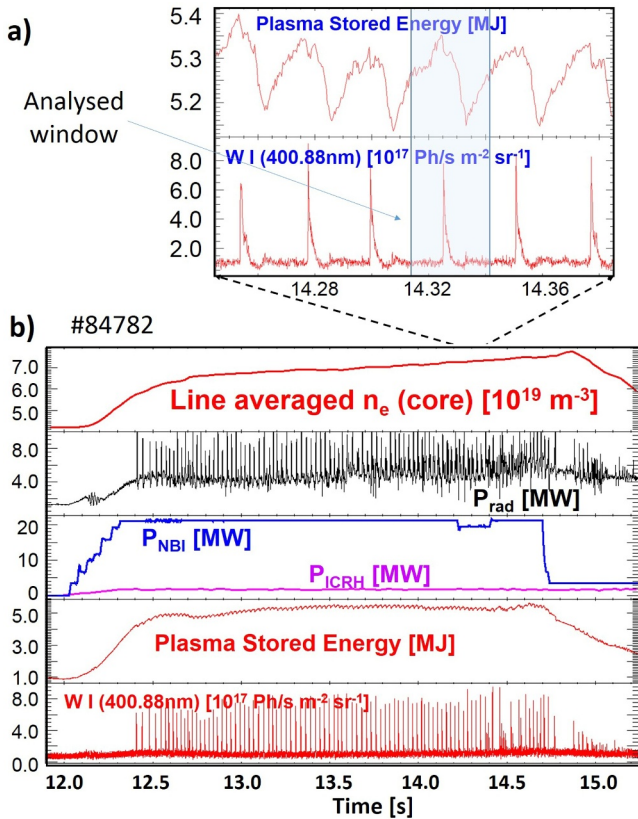 a)
Plasma Stored Energy [MJ]
5.4
5.3
5.2
Analysed
window
W I (400.88nm) [10¹⁷ Ph/s m⁻² sr⁻¹]
8.0
6.0
4.0
2.0
14.28
14.32
14.36
b)
#84782
7.0
6.0
5.0
Line averaged nₑ (core) [10¹⁹ m⁻³]
8.0
4.0
P_rad [MW]
20
10
0
P_NBI [MW]
P_ICRH [MW]
5.0
3.0
1.0
Plasma Stored Energy [MJ]
W I (400.88nm) [10¹⁷ Ph/s m⁻² sr⁻¹]
8.0
4.0
0.0
12.0 12.5 13.0 13.5 14.0 14.5 15.0
Time [s]